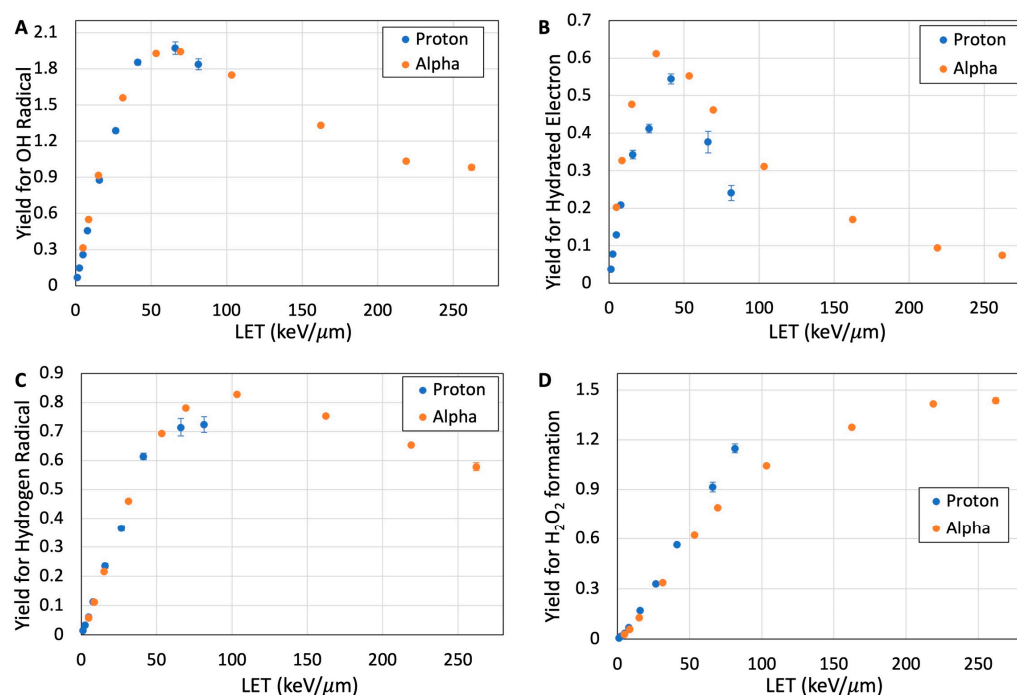 A
Yield for OH Radical
2.1
1.8
1.5
1.2
0.9
0.6
0.3
0
0 50 100 150 200 250
LET (keV/μm)
Proton
Alpha
B
Yield for Hydrated Electron
0.7
0.6
0.5
0.4
0.3
0.2
0.1
0
0 50 100 150 200 250
LET (keV/μm)
Proton
Alpha
C
Yield for Hydrogen Radical
0.9
0.8
0.7
0.6
0.5
0.4
0.3
0.2
0.1
0
0 50 100 150 200 250
LET (keV/μm)
Proton
Alpha
D
Yield for H₂O₂ formation
1.5
1.2
0.9
0.6
0.3
0
0 50 100 150 200 250
LET (keV/μm)
Proton
Alpha